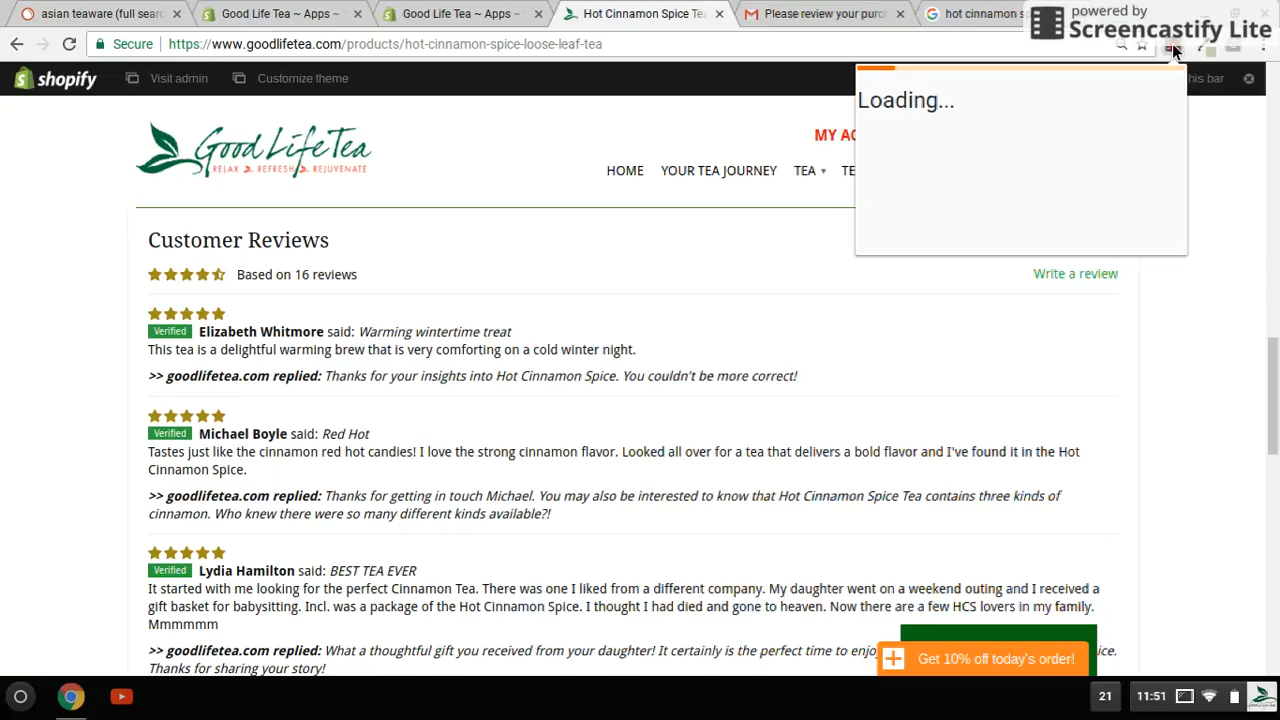 asian teaware (full sear
Good Life Tea ~ Apps ~
Good Life Tea ~ Apps ~
Hot Cinnamon Spice Te
Please review your purc
hot cinnamon s
powered by
Screencastify Lite
Secure
https://www.goodlifetea.com/products/hot-cinnamon-spice-loose-leaf-tea
shopify
Visit admin
Customize theme
his bar
Loading...
Good Life Tea
RELAX REFRESH REJUVENATE
MY AC
HOME YOUR TEA JOURNEY TEA TE
Customer Reviews
Based on 16 reviews
Write a review
Verified Elizabeth Whitmore said: Warming wintertime treat
This tea is a delightful warming brew that is very comforting on a cold winter night.
>> goodlifetea.com replied: Thanks for your insights into Hot Cinnamon Spice. You couldn't be more correct!
Verified Michael Boyle said: Red Hot
Tastes just like the cinnamon red hot candies! I love the strong cinnamon flavor. Looked all over for a tea that delivers a bold flavor and I've found it in the Hot
Cinnamon Spice.
>> goodlifetea.com replied: Thanks for getting in touch Michael. You may also be interested to know that Hot Cinnamon Spice Tea contains three kinds of
cinnamon. Who knew there were so many different kinds available?!
Verified Lydia Hamilton said: BEST TEA EVER
It started with me looking for the perfect Cinnamon Tea. There was one I liked from a different company. My daughter went on a weekend outing and I received a
gift basket for babysitting. Incl. was a package of the Hot Cinnamon Spice. I thought I had died and gone to heaven. Now there are a few HCS lovers in my family.
Mmmmmm
>> goodlifetea.com replied: What a thoughtful gift you received from your daughter! It certainly is the perfect time to enjo ice.
Thanks for sharing your story!
Get 10% off today's order!
21
11:51